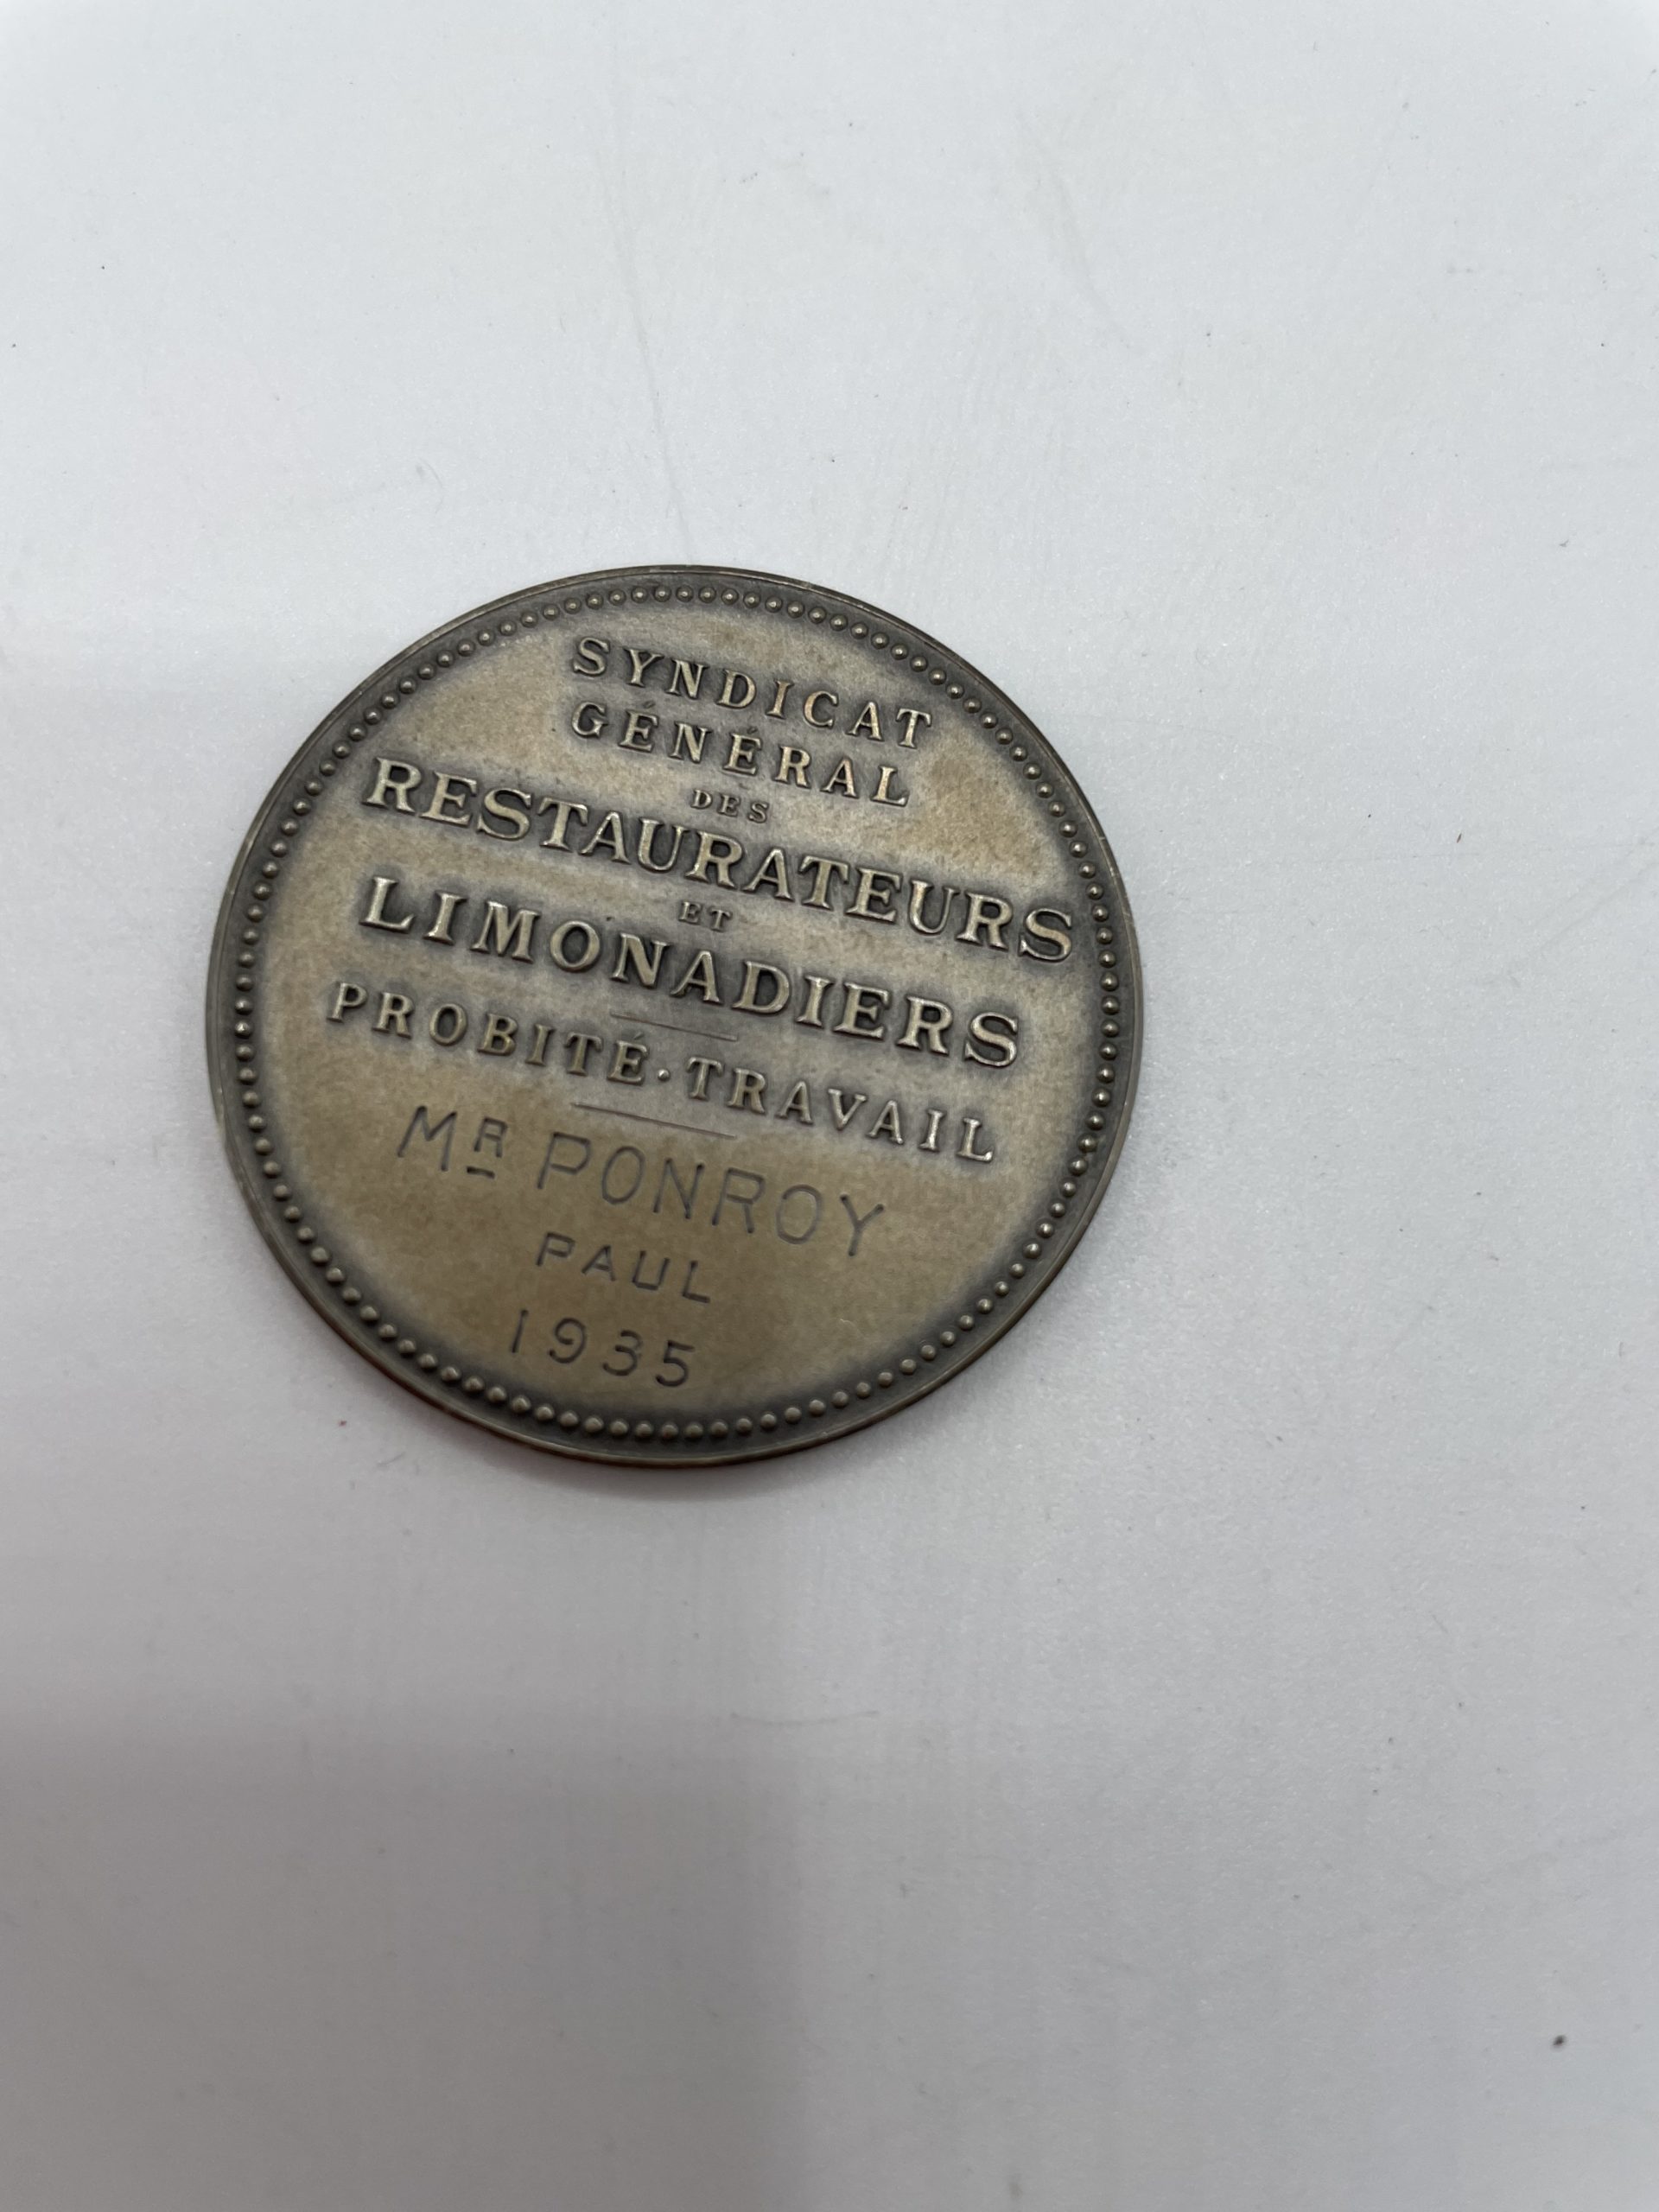 SYNDICAT
GÉNÉRAL
DES
RESTAURATEURS
ET
LIMONADIERS
PROBITÉ·TRAVAIL
MR PONROY
PAUL
1935